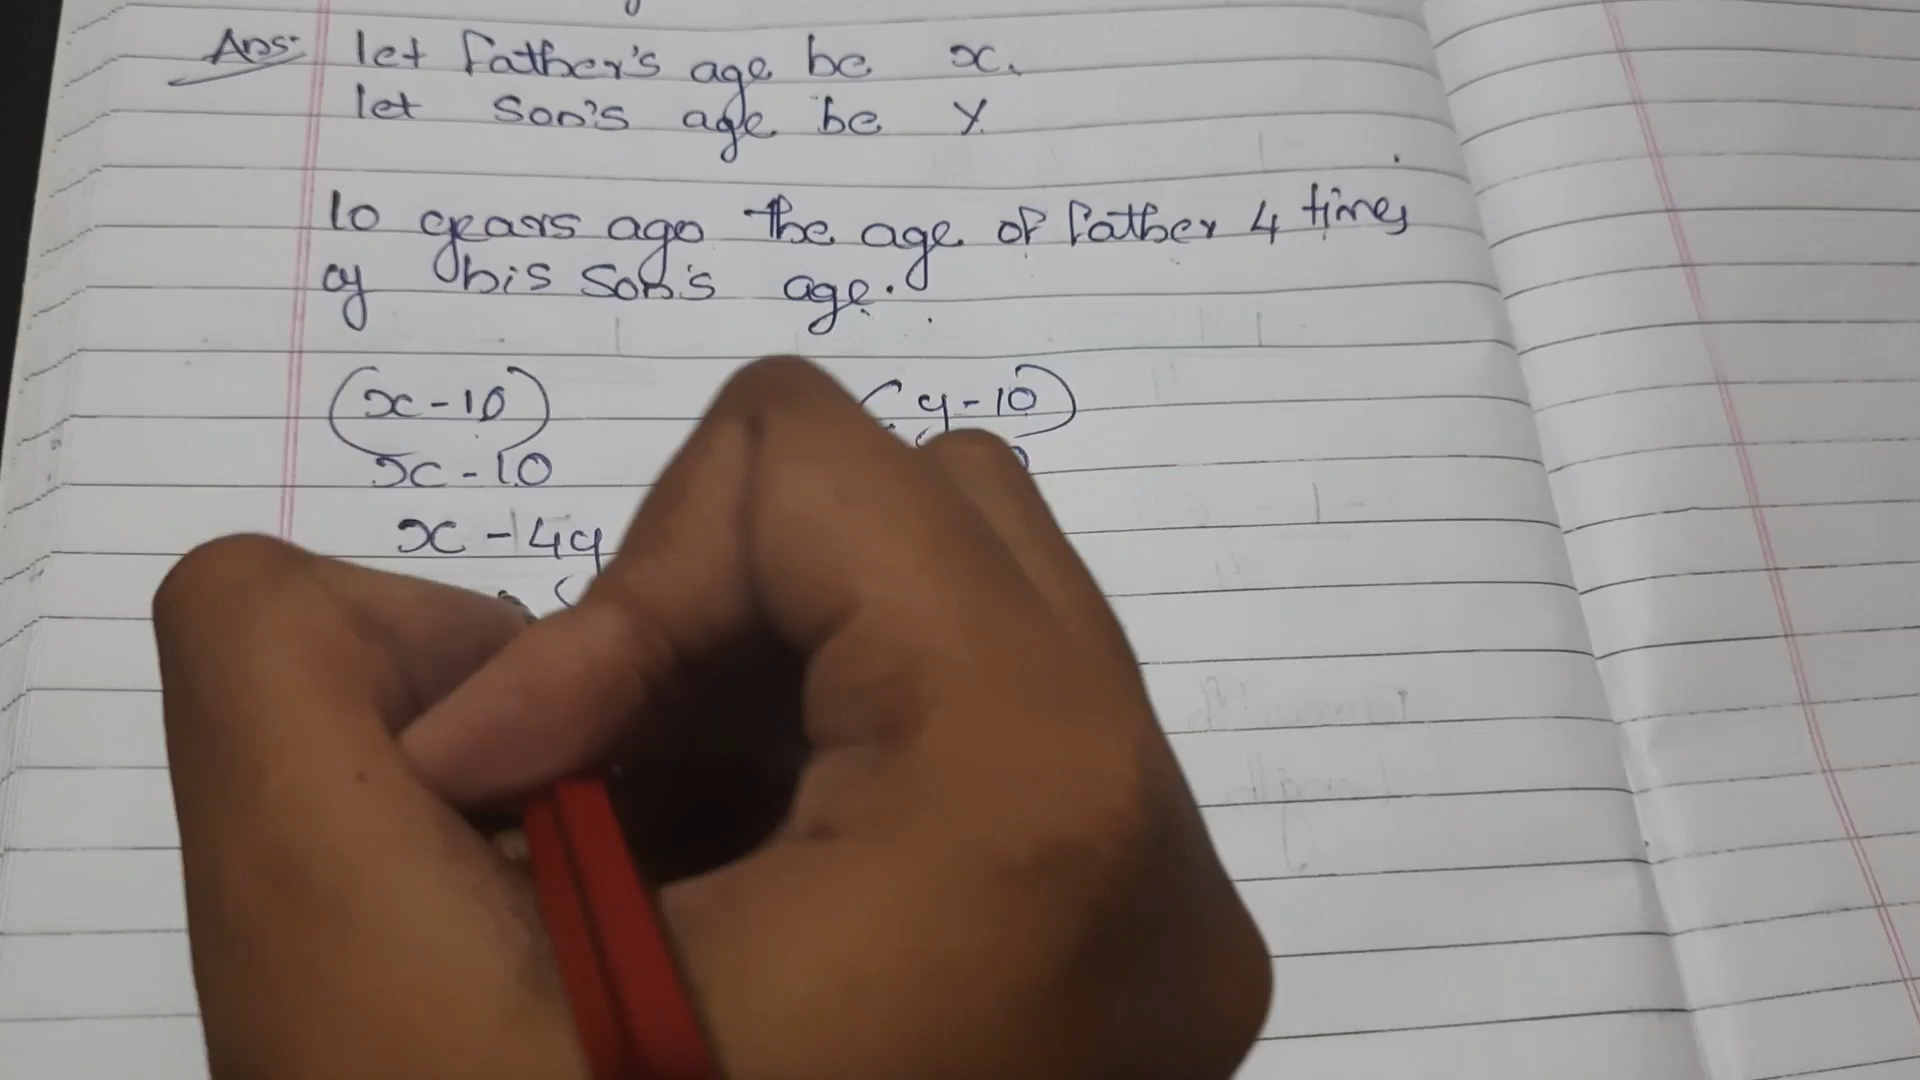 Ans: let father's age be x.
let son's age be y
10 years ago the age of father 4 times
of his son's age.
(x-10) (y-10)
x-10
x-4y